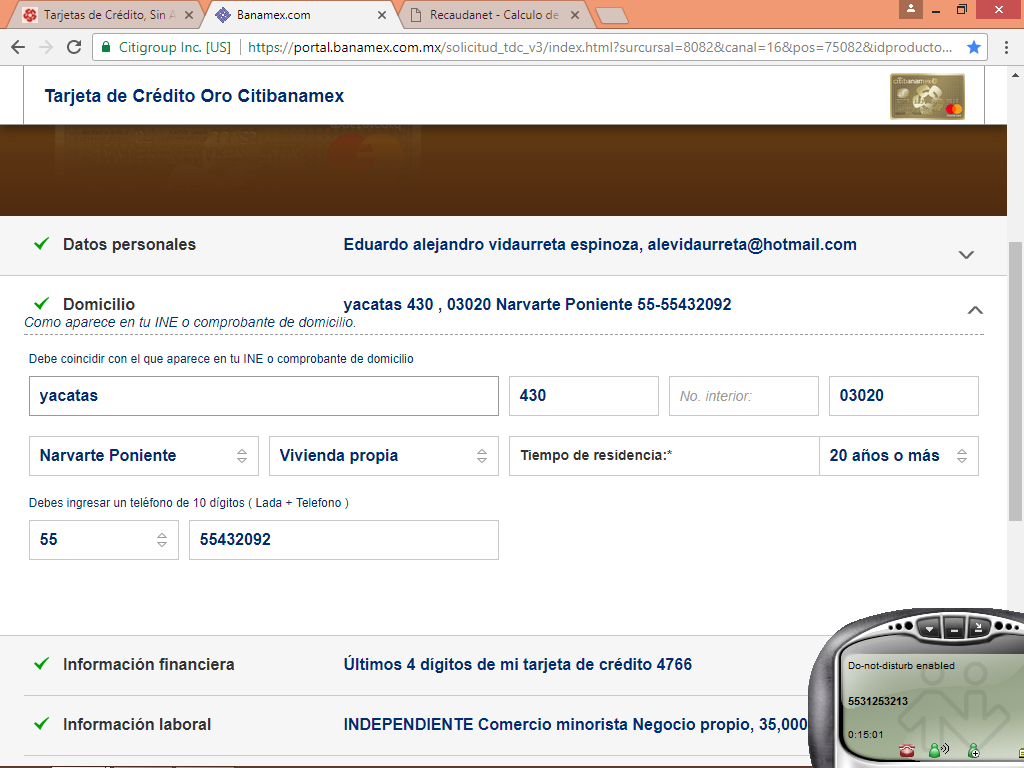 Tarjetas de Crédito, Sin A
Banamex.com
Recaudanet - Calculo de
Citigroup Inc. [US]
https://portal.banamex.com.mx/solicitud_tdc_v3/index.html?surcursal=8082&canal=16&pos=75082&idproducto...
Tarjeta de Crédito Oro Citibanamex
citibanamex
Datos personales
Eduardo alejandro vidaurreta espinoza, alevidaurreta@hotmail.com
Domicilio
yacatas 430 , 03020 Narvarte Poniente 55-55432092
Como aparece en tu INE o comprobante de domicilio.
Debe coincidir con el que aparece en tu INE o comprobante de domicilio
yacatas
430
No. interior:
03020
Narvarte Poniente
Vivienda propia
Tiempo de residencia:*
20 años o más
Debes ingresar un teléfono de 10 dígitos ( Lada + Telefono )
55
55432092
Información financiera
Últimos 4 digitos de mi tarjeta de crédito 4766
Información laboral
INDEPENDIENTE Comercio minorista Negocio propio, 35,000
Do-not-disturb enabled
5531253213
0:15:01